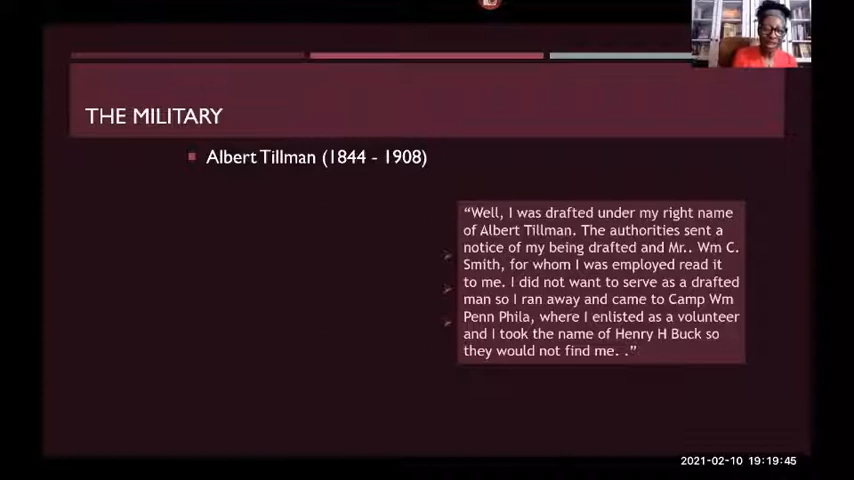 THE MILITARY
Albert Tillman (1844 - 1908)
“Well, I was drafted under my right name
of Albert Tillman. The authorities sent a
notice of my being drafted and Mr.. Wm C.
Smith, for whom I was employed read it
to me. I did not want to serve as a drafted
man so I ran away and came to Camp Wm
Penn Phila, where I enlisted as a volunteer
and I took the name of Henry H Buck so
they would not find me. .”
2021-02-10 19:19:45